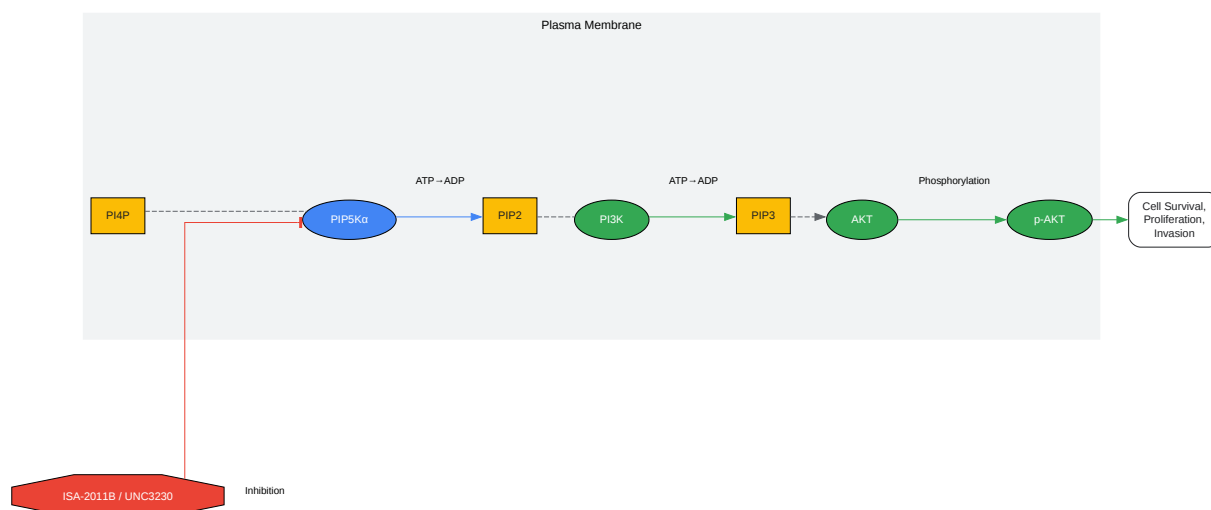 Plasma Membrane
ATP→ADP
ATP→ADP
Phosphorylation
PI4P
PIP5Kα
PIP2
PI3K
PIP3
AKT
p-AKT
Cell Survival,
Proliferation,
Invasion
ISA-2011B / UNC3230
Inhibition